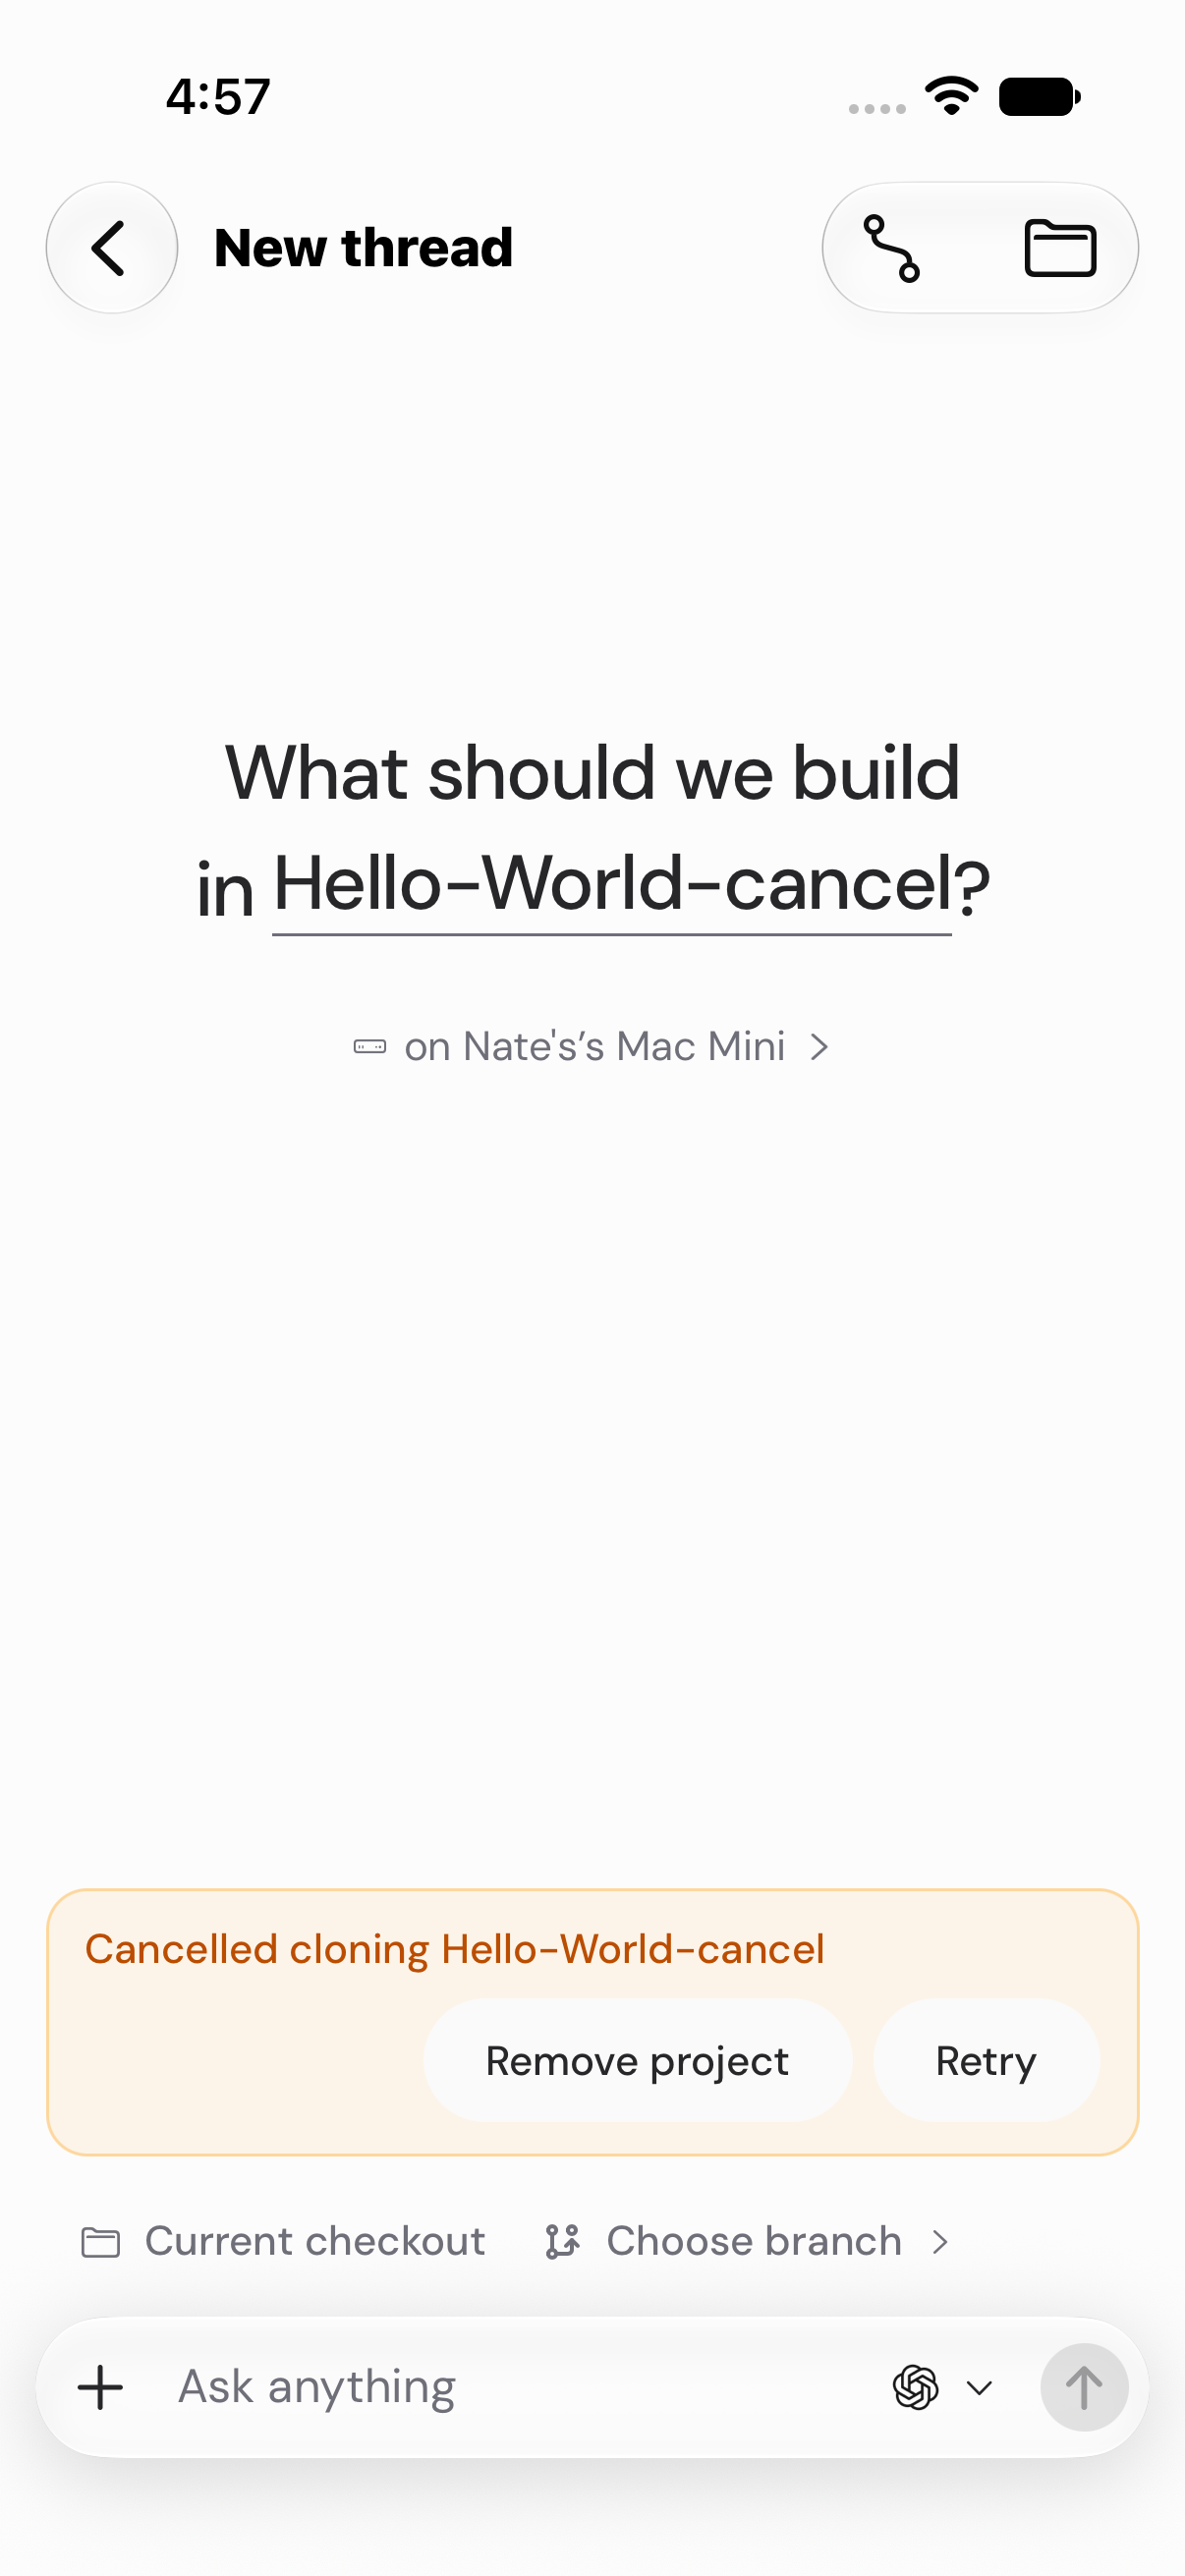 4:57
New thread
What should we build
in Hello-World-cancel?
on Nate's’s Mac Mini
Cancelled cloning Hello-World-cancel
Remove project Retry
Current checkout Choose branch
Ask anything